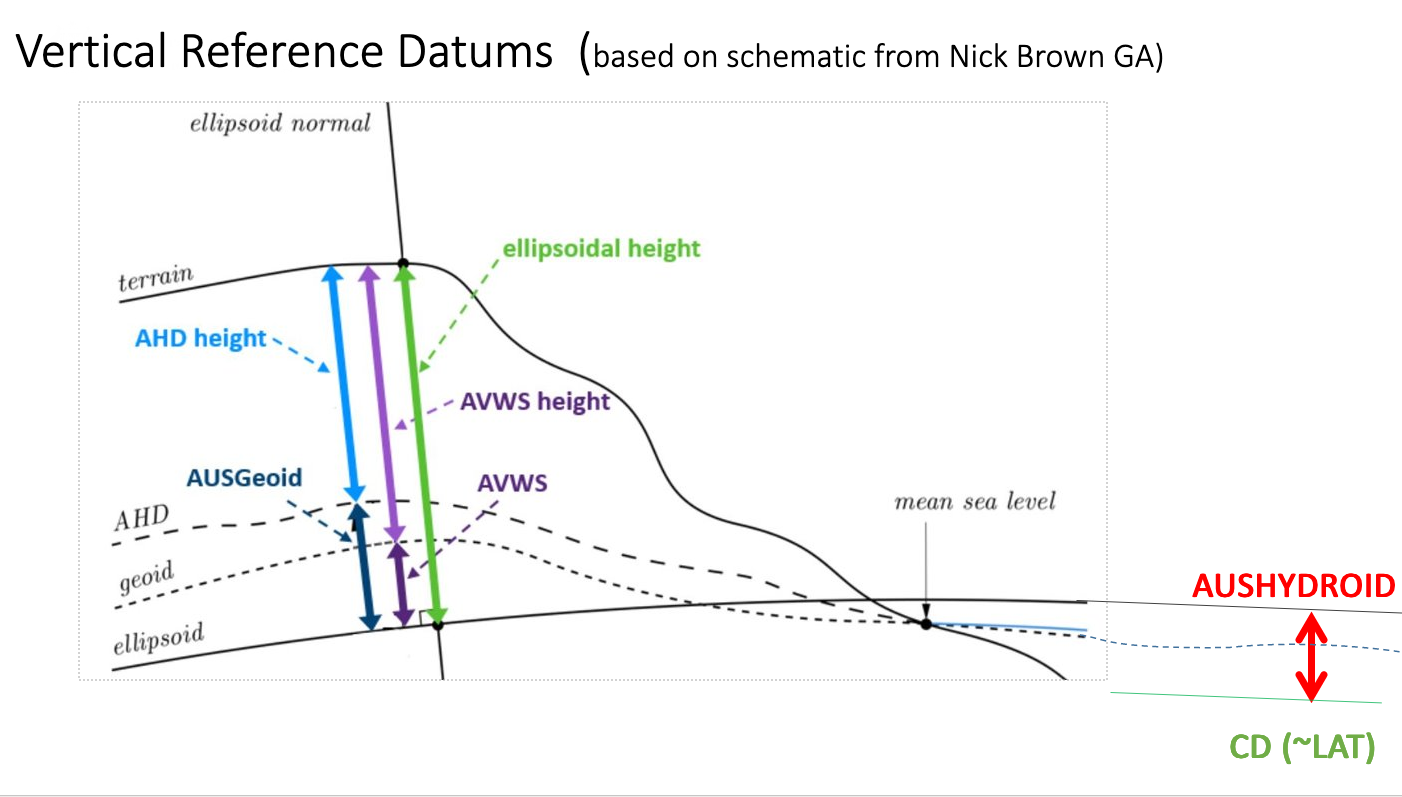 Vertical Reference Datums (based on schematic from Nick Brown GA)
ellipsoid normal
ellipsoidal height
terrain
AHD height
AVWS height
AUSGeoid
AVWS
AHD
mean sea level
geoid
AUSHYDROID
ellipsoid
CD (~LAT)